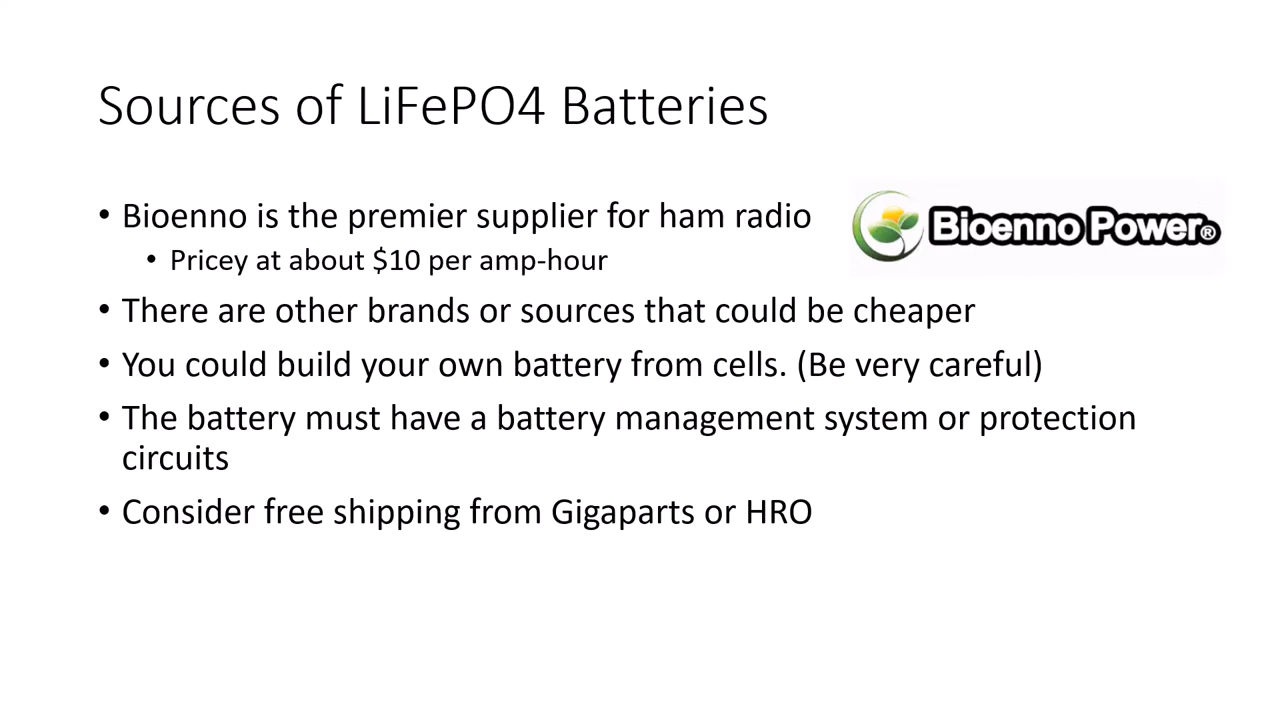 Sources of LiFePO4 Batteries
• Bioenno is the premier supplier for ham radio
Bioenno Power®
• Pricey at about $10 per amp-hour
• There are other brands or sources that could be cheaper
• You could build your own battery from cells. (Be very careful)
• The battery must have a battery management system or protection
circuits
• Consider free shipping from Gigaparts or HRO